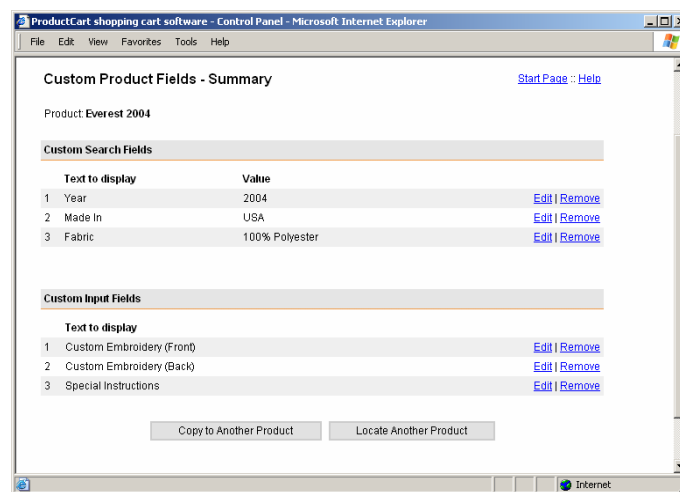 ProductCart shopping cart software - Control Panel - Microsoft Internet Explorer
File Edit View Favorites Tools Help
Custom Product Fields - Summary Start Page :: Help
Product: Everest 2004
Custom Search Fields
Text to display Value
1 Year 2004 Edit | Remove
2 Made In USA Edit | Remove
3 Fabric 100% Polyester Edit | Remove
Custom Input Fields
Text to display
1 Custom Embroidery (Front) Edit | Remove
2 Custom Embroidery (Back) Edit | Remove
3 Special Instructions Edit | Remove
Copy to Another Product Locate Another Product
Internet